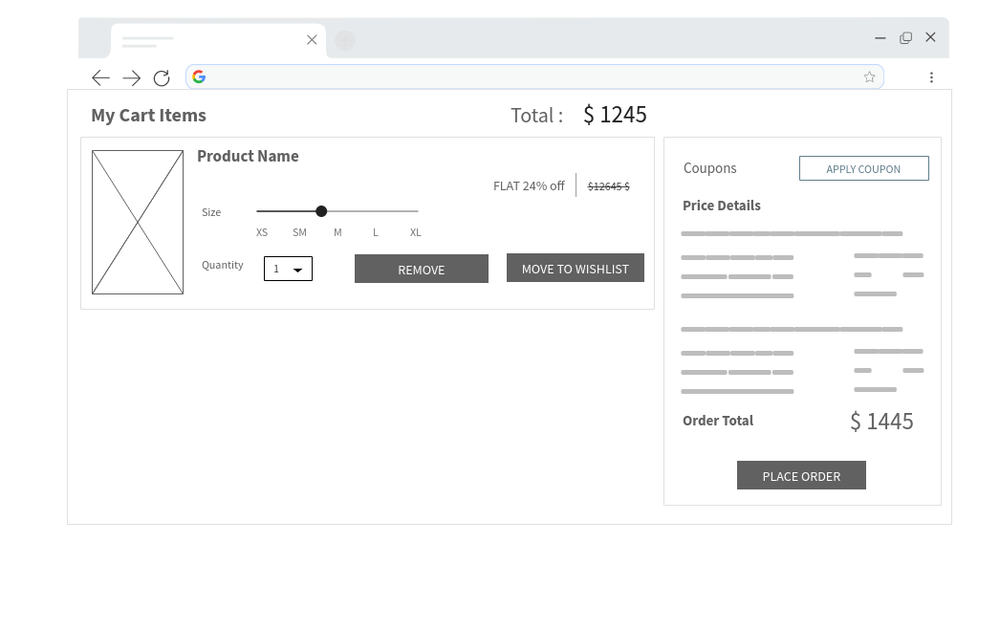 My Cart Items
Total :
$ 1245
Product Name
FLAT 24% off
$12645 $
Size
XS SM M L XL
Quantity
1
REMOVE
MOVE TO WISHLIST
Coupons
APPLY COUPON
Price Details
Order Total
$ 1445
PLACE ORDER